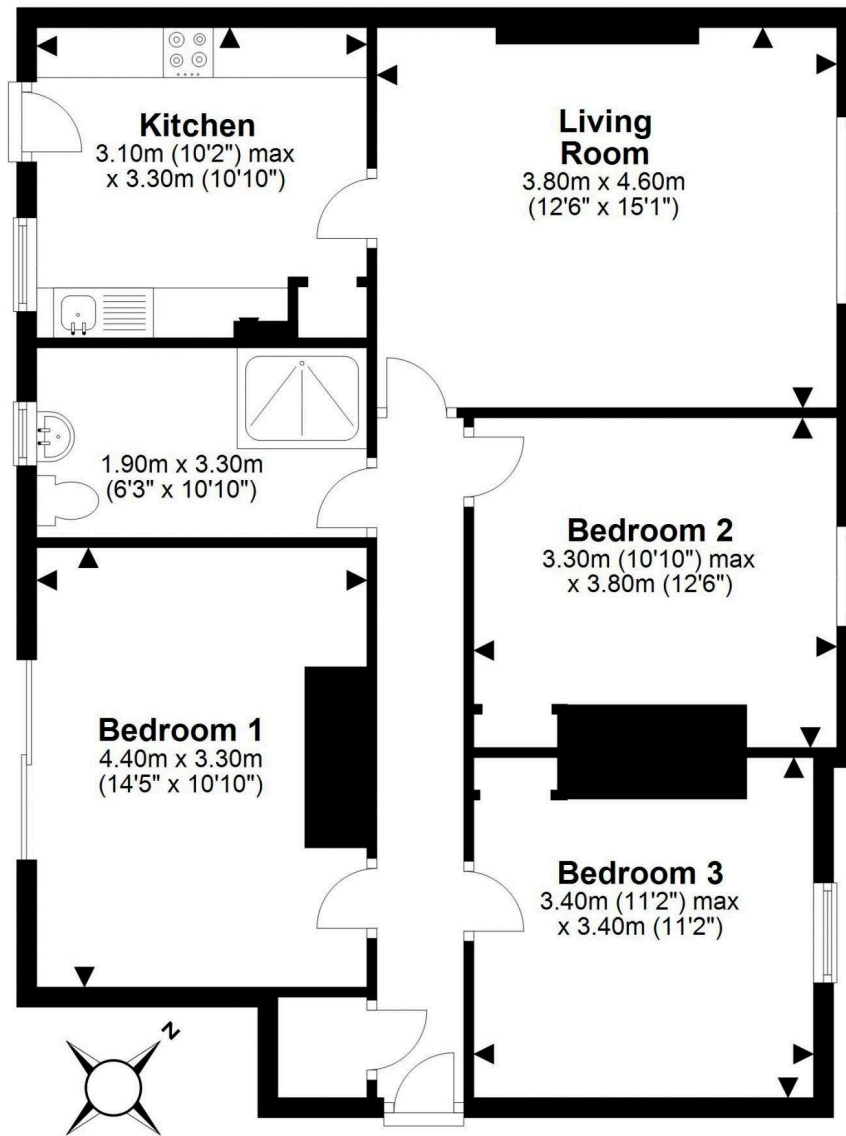 Kitchen
3.10m (10'2") max
x 3.30m (10'10")
Living
Room
3.80m x 4.60m
(12'6" x 15'1")
1.90m x 3.30m
(6'3" x 10'10")
Bedroom 2
3.30m (10'10") max
x 3.80m (12'6")
Bedroom 1
4.40m x 3.30m
(14'5" x 10'10")
Bedroom 3
3.40m (11'2") max
x 3.40m (11'2")
N